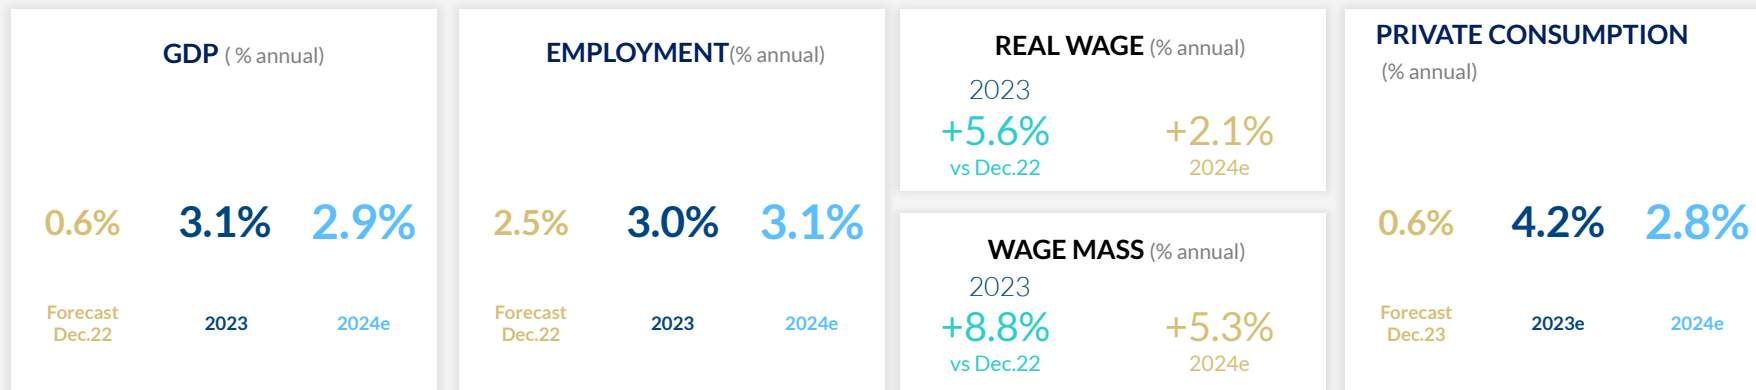 GDP ( % annual)
0.6% 3.1% 2.9%
Forecast
Dec.22 2023 2024e
EMPLOYMENT(% annual)
2.5% 3.0% 3.1%
Forecast
Dec.22 2023 2024e
REAL WAGE (% annual)
2023
+5.6% +2.1%
vs Dec.22 2024e
WAGE MASS (% annual)
2023
+8.8% +5.3%
vs Dec.22 2024e
PRIVATE CONSUMPTION
(% annual)
0.6% 4.2% 2.8%
Forecast
Dec.23 2023e 2024e